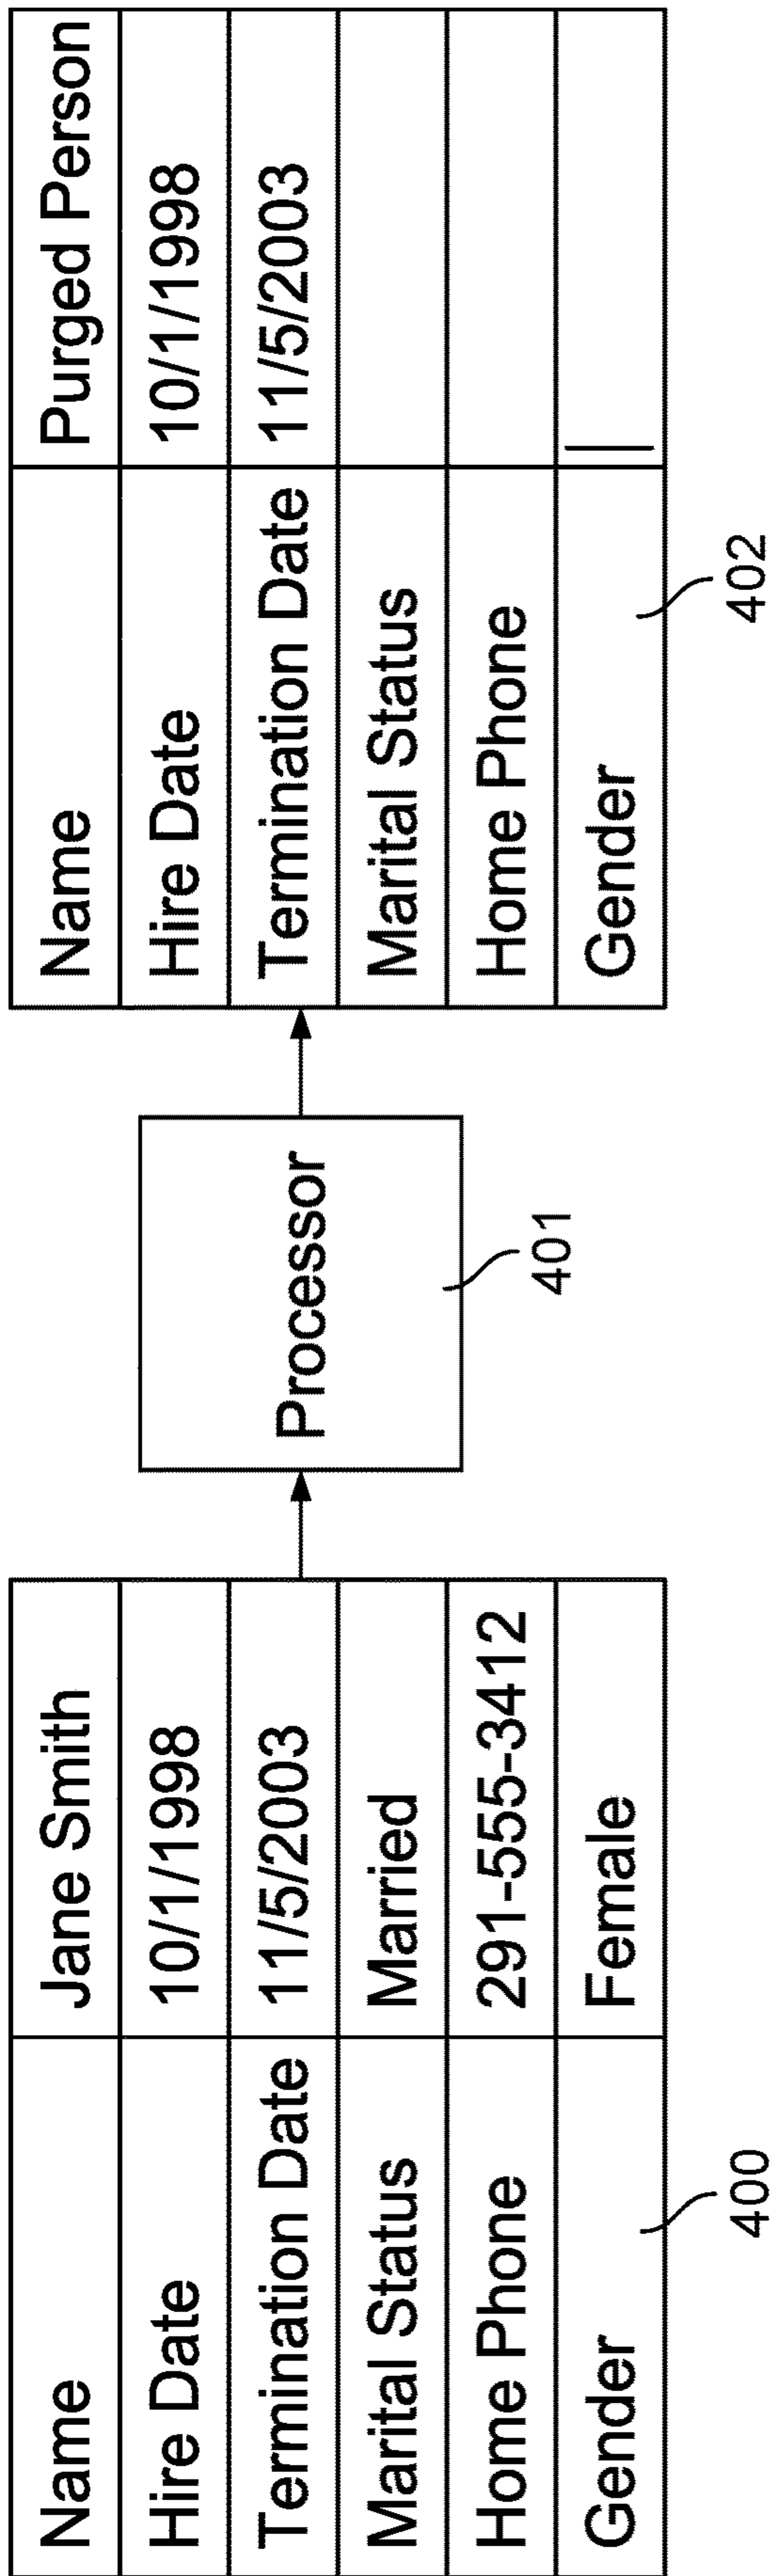 Name Jane Smith
Hire Date 10/1/1998
Termination Date 11/5/2003
Marital Status Married
Home Phone 291-555-3412
Gender Female
400
Processor
401
Name Purged Person
Hire Date 10/1/1998
Termination Date 11/5/2003
Marital Status
Home Phone
Gender
402